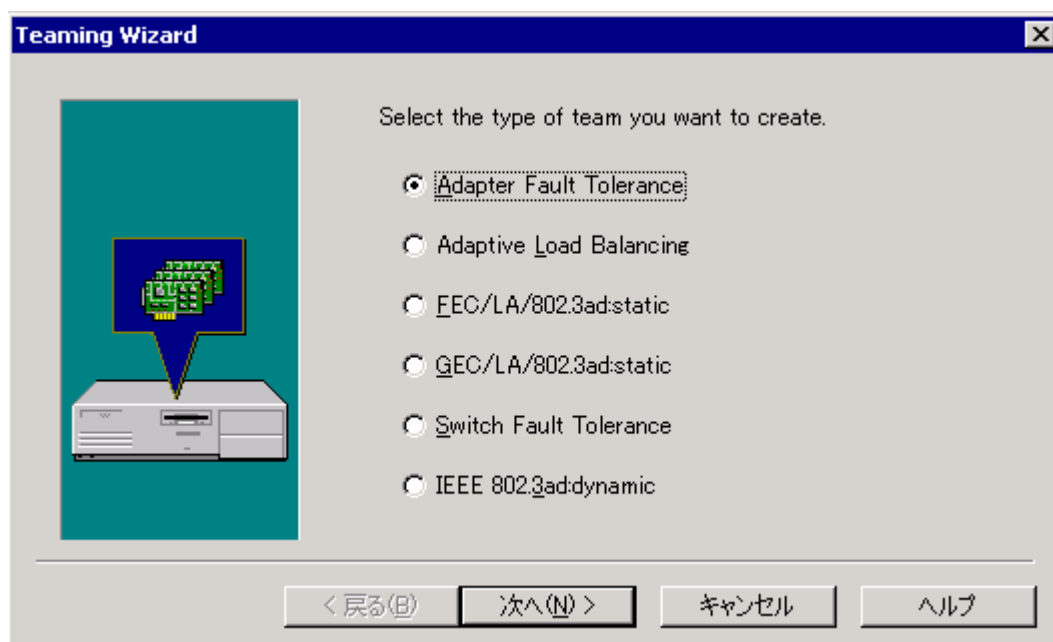 Teaming Wizard
Select the type of team you want to create.
Adapter Fault Tolerance
Adaptive Load Balancing
FEC/LA/802.3ad:static
GEC/LA/802.3ad:static
Switch Fault Tolerance
IEEE 802.3ad:dynamic
< 戻る(B)
次へ(N) >
キャンセル
ヘルプ